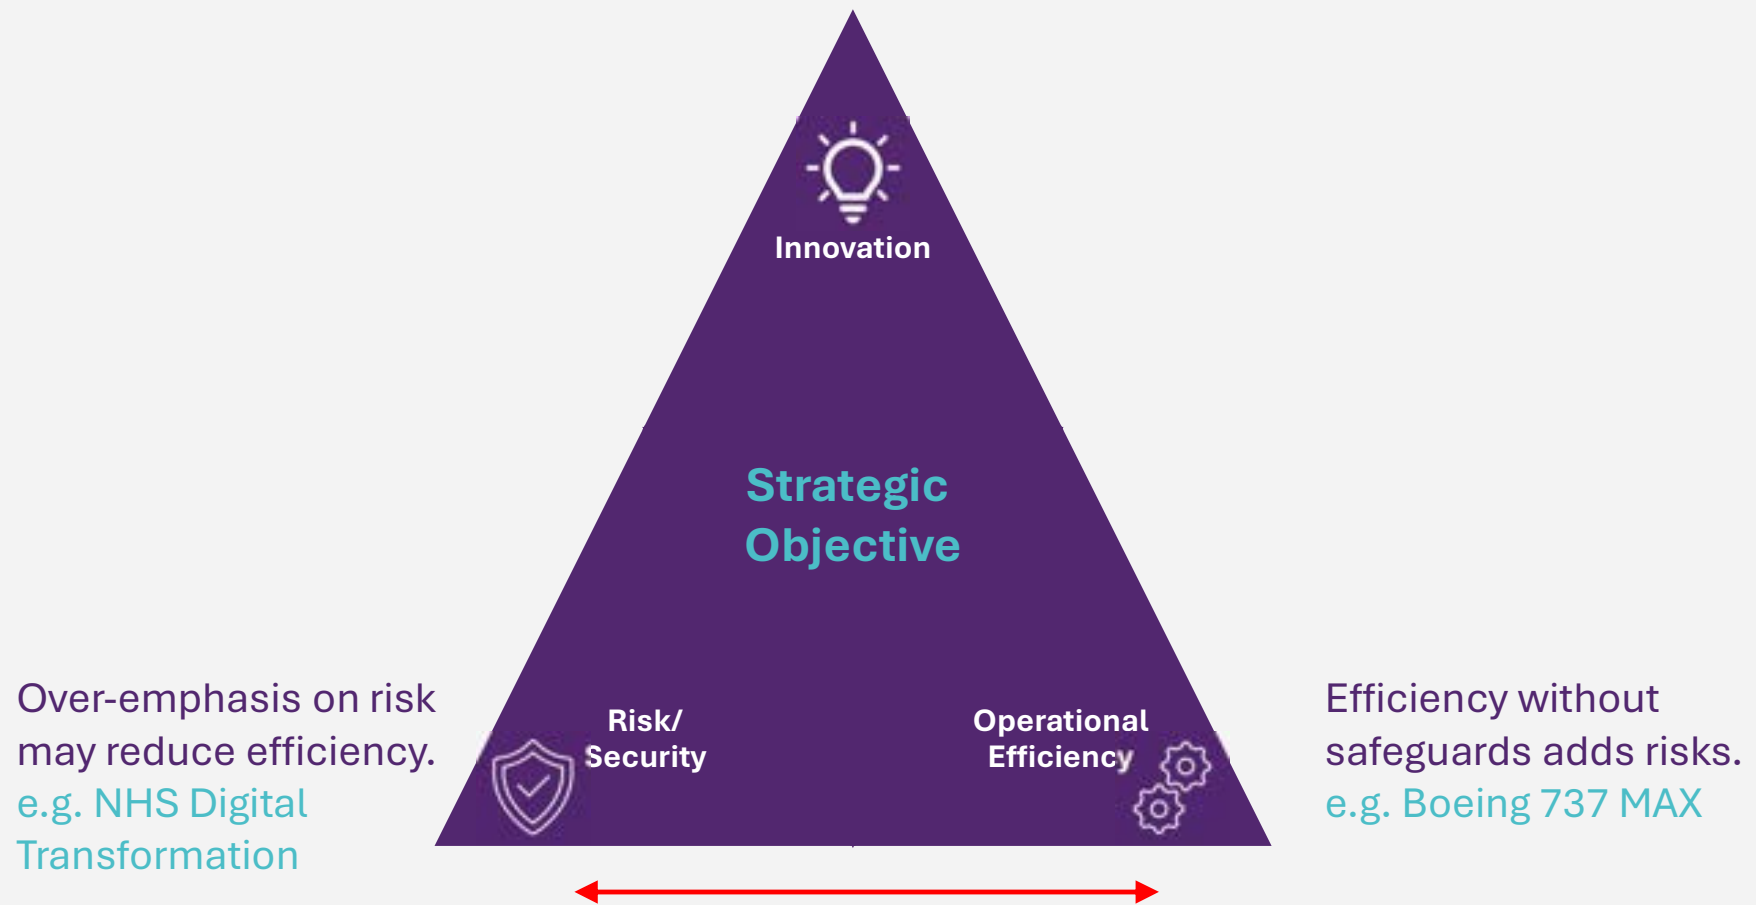 Innovation
Strategic
Objective
Over-emphasis on risk
may reduce efficiency.
e.g. NHS Digital
Transformation
Risk/
Security
Operational
Efficiency
Efficiency without
safeguards adds risks.
e.g. Boeing 737 MAX